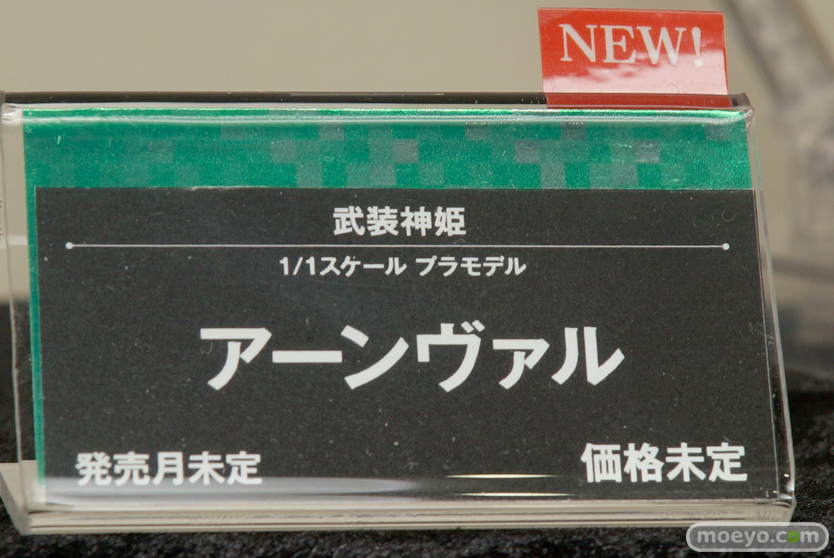 NEW!
武装神姫
1/1スケール プラモデル
アーンヴァル
発売月未定
価格未定
moeyo.com